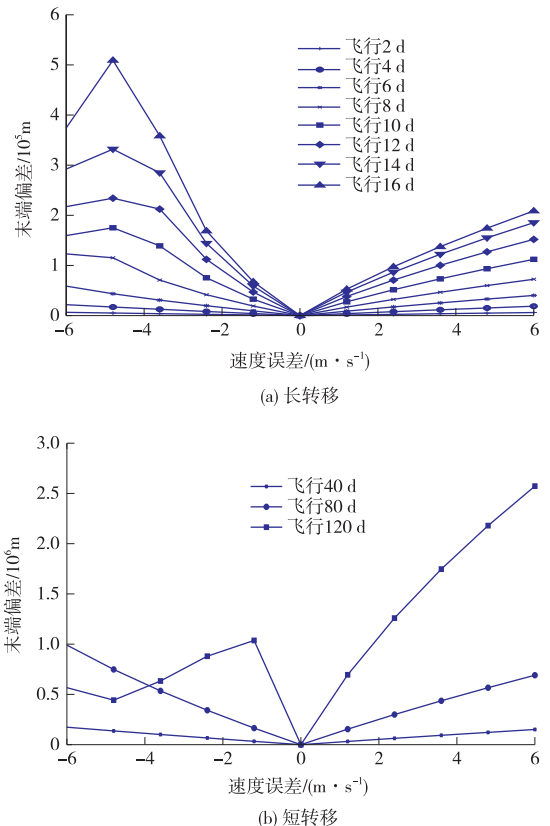 6
5
4
3
2
1
0
末端偏差/10⁵m
飞行2 d
飞行4 d
飞行6 d
飞行8 d
飞行10 d
飞行12 d
飞行14 d
飞行16 d
-6 -4 -2 0 2 4 6
速度误差/(m·s⁻¹)
(a) 长转移
3.0
2.5
2.0
1.0
0.5
0
末端偏差/10⁶m
飞行40 d
飞行80 d
飞行120 d
-6 -4 -2 0 2 4 6
速度误差/(m·s⁻¹)
(b) 短转移